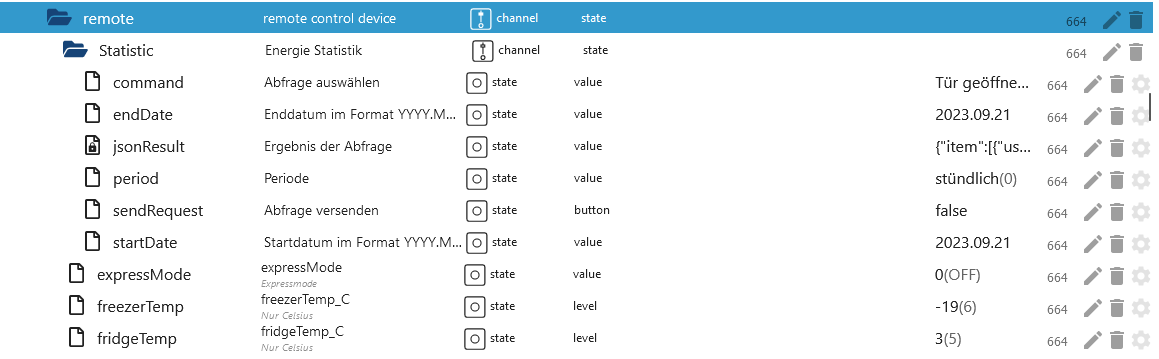 remote remote control device channel state 664
Statistic Energie Statistik channel state 664
command Abfrage auswählen state value Tür geöffne... 664
endDate Enddatum im Format YYYY.M... state value 2023.09.21 664
jsonResult Ergebnis der Abfrage state value {"item":[{"us... 664
period Periode state value stündlich(0) 664
sendRequest Abfrage versenden state button false 664
startDate Startdatum im Format YYYY.M... state value 2023.09.21 664
expressMode expressMode state value 0(OFF) 664
Expressmode
freezerTemp freezerTemp_C state level -19(6) 664
Nur Celsius
fridgeTemp fridgeTemp_C state level 3(5) 664
Nur Celsius